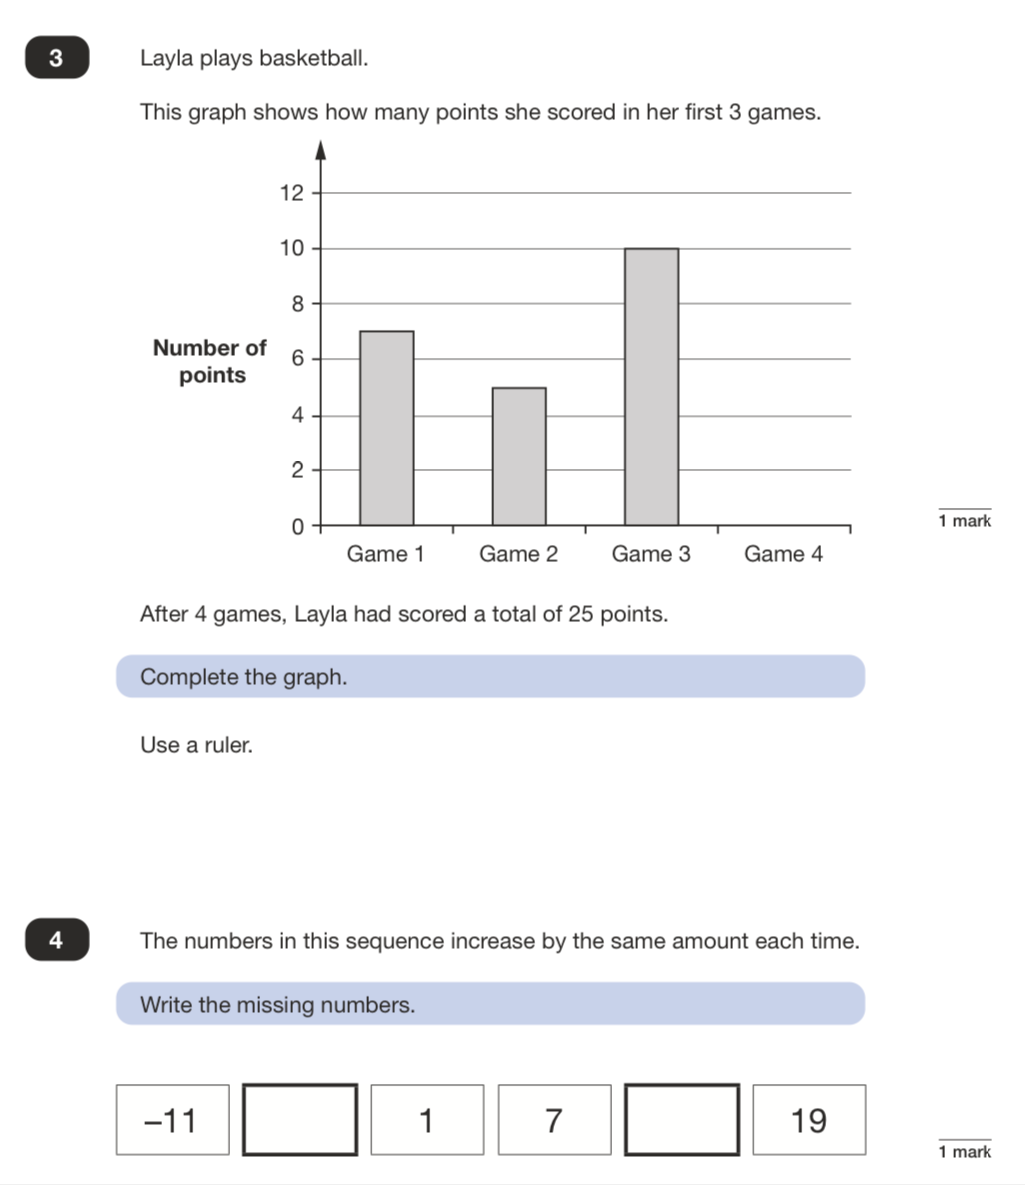 3
Layla plays basketball.
This graph shows how many points she scored in her first 3 games.
12
10
8
Number of
points
6
4
2
0
Game 1 Game 2 Game 3 Game 4
1 mark
After 4 games, Layla had scored a total of 25 points.
Complete the graph.
Use a ruler.
4
The numbers in this sequence increase by the same amount each time.
Write the missing numbers.
–11 1 7 19
1 mark